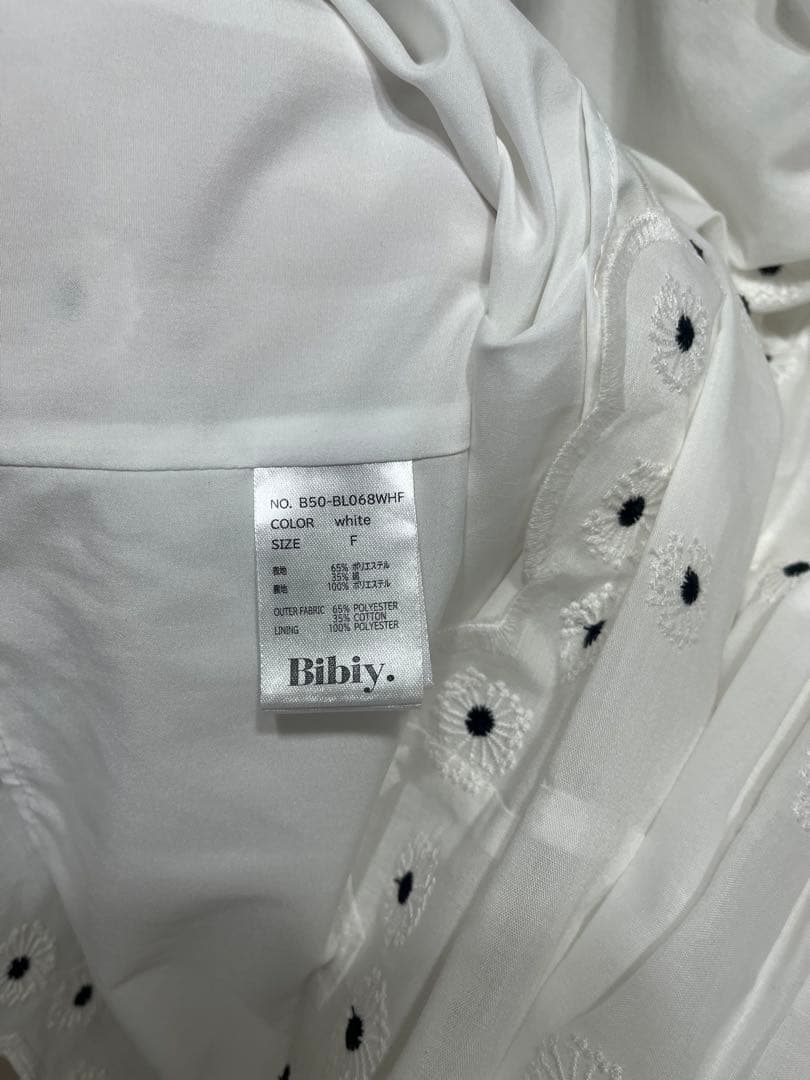 NO. B50-BL068WHF
COLOR white
SIZE F
表地 65% ポリエステル
35% 綿
裏地 100% ポリエステル
OUTER FABRIC 65% POLYESTER
35% COTTON
LINING 100% POLYESTER
Bibiy.